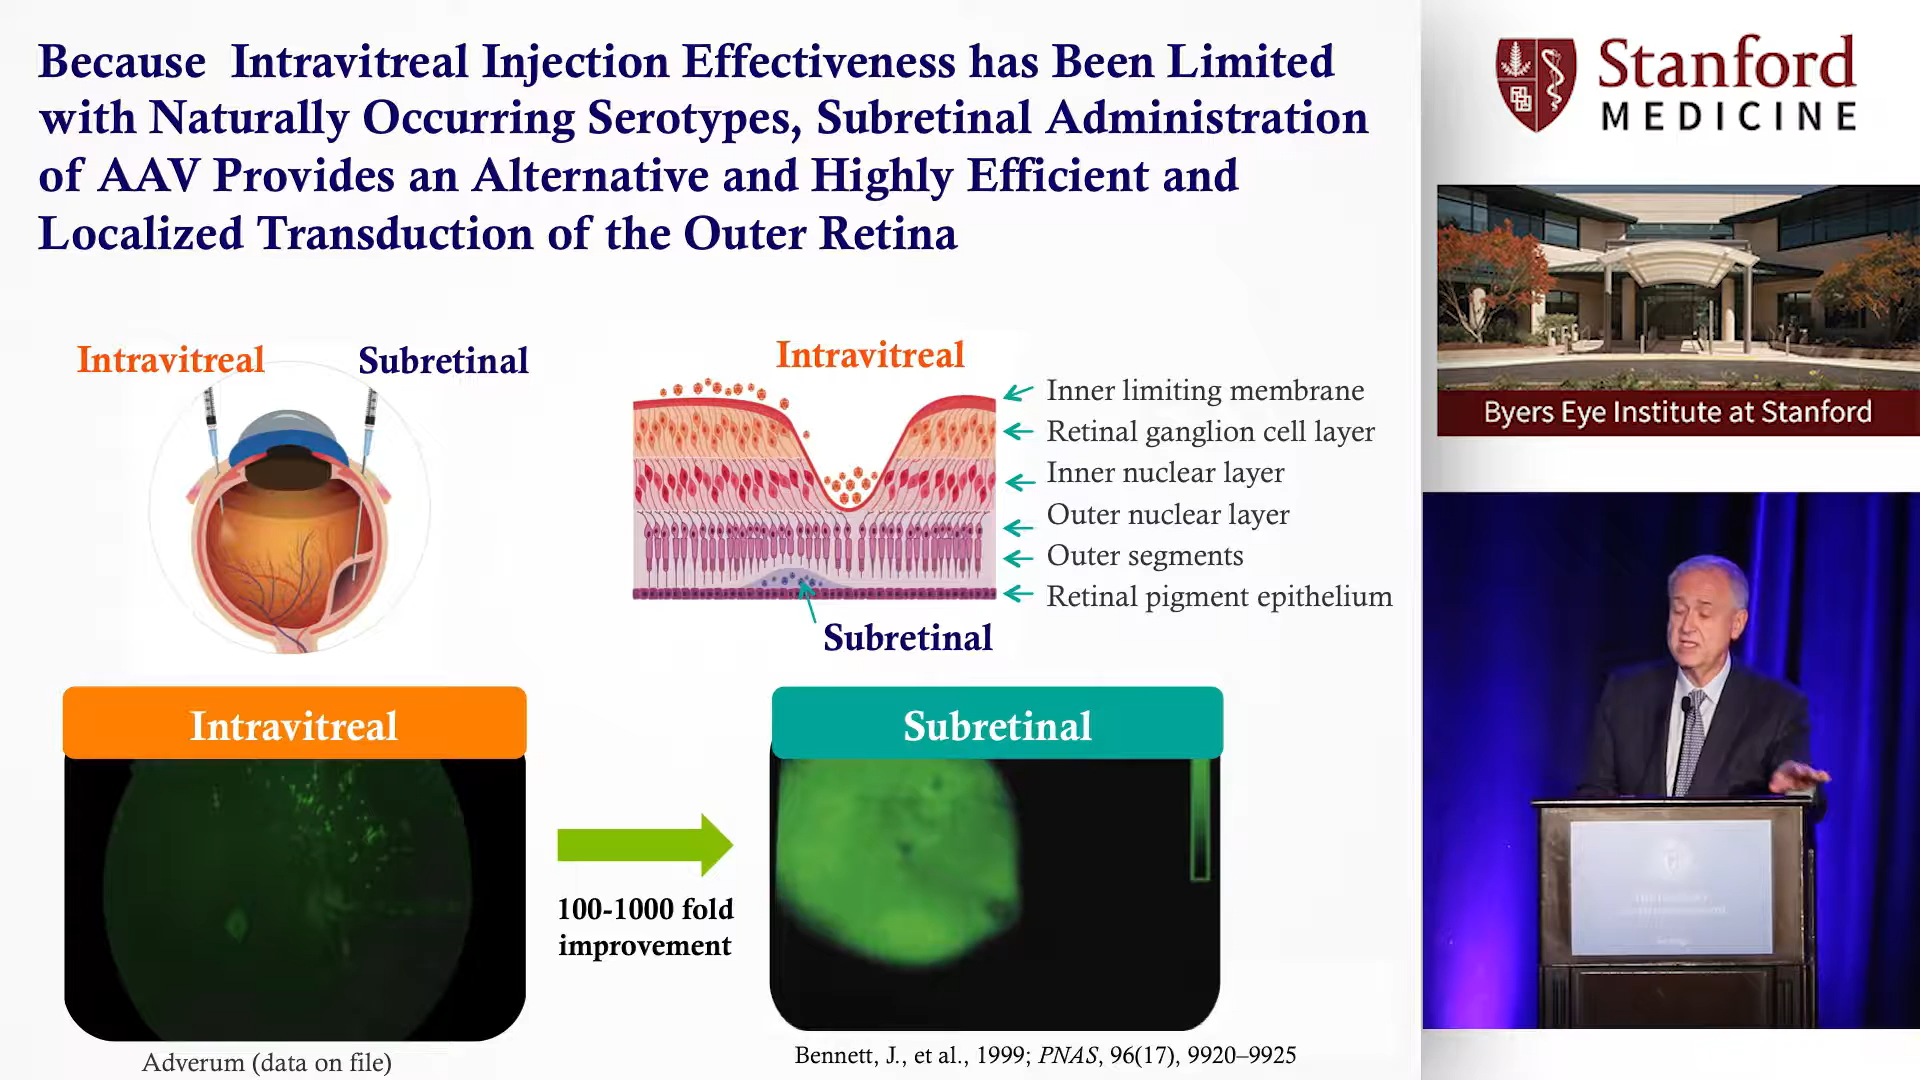 Because Intravitreal Injection Effectiveness has Been Limited
with Naturally Occurring Serotypes, Subretinal Administration
of AAV Provides an Alternative and Highly Efficient and
Localized Transduction of the Outer Retina
Intravitreal
Subretinal
Intravitreal
Inner limiting membrane
Retinal ganglion cell layer
Inner nuclear layer
Outer nuclear layer
Outer segments
Retinal pigment epithelium
Subretinal
Intravitreal
Subretinal
100-1000 fold
improvement
Adverum (data on file)
Bennett, J., et al., 1999; PNAS, 96(17), 9920–9925
Stanford
MEDICINE
Byers Eye Institute at Stanford